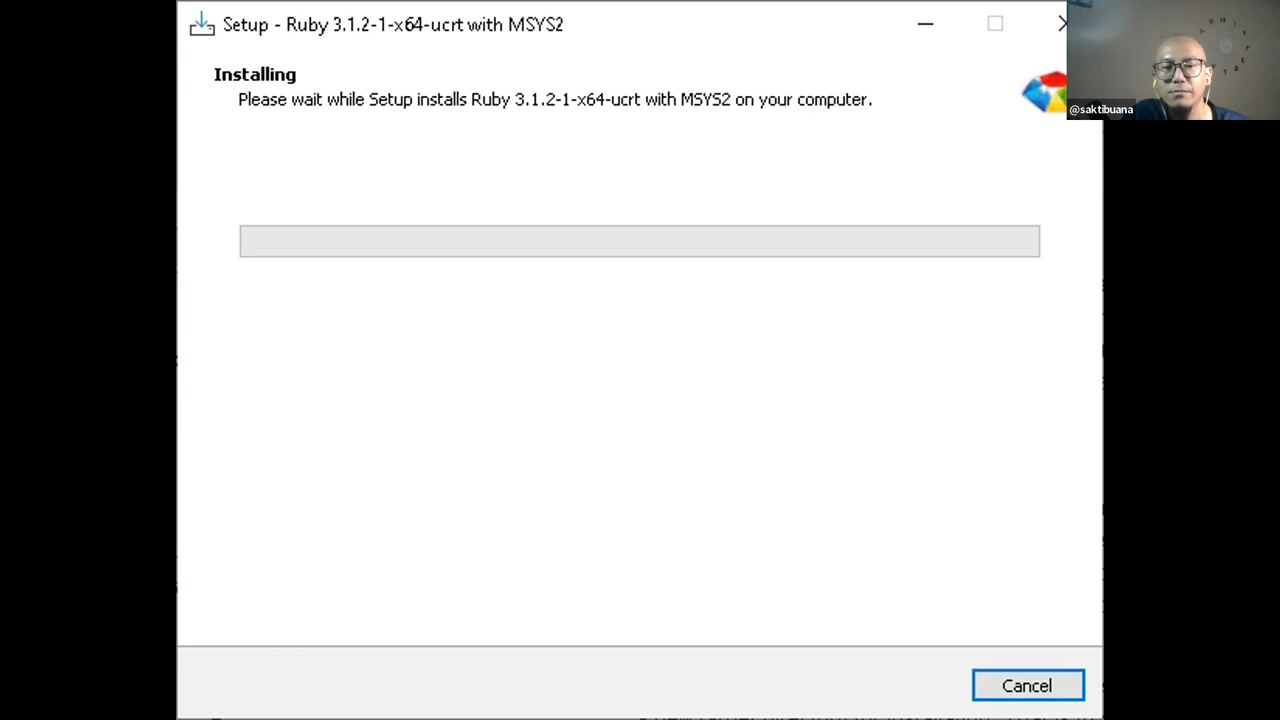 Setup - Ruby 3.1.2-1-x64-ucrt with MSYS2
@saktibuana
Installing
Please wait while Setup installs Ruby 3.1.2-1-x64-ucrt with MSYS2 on your computer.
Cancel